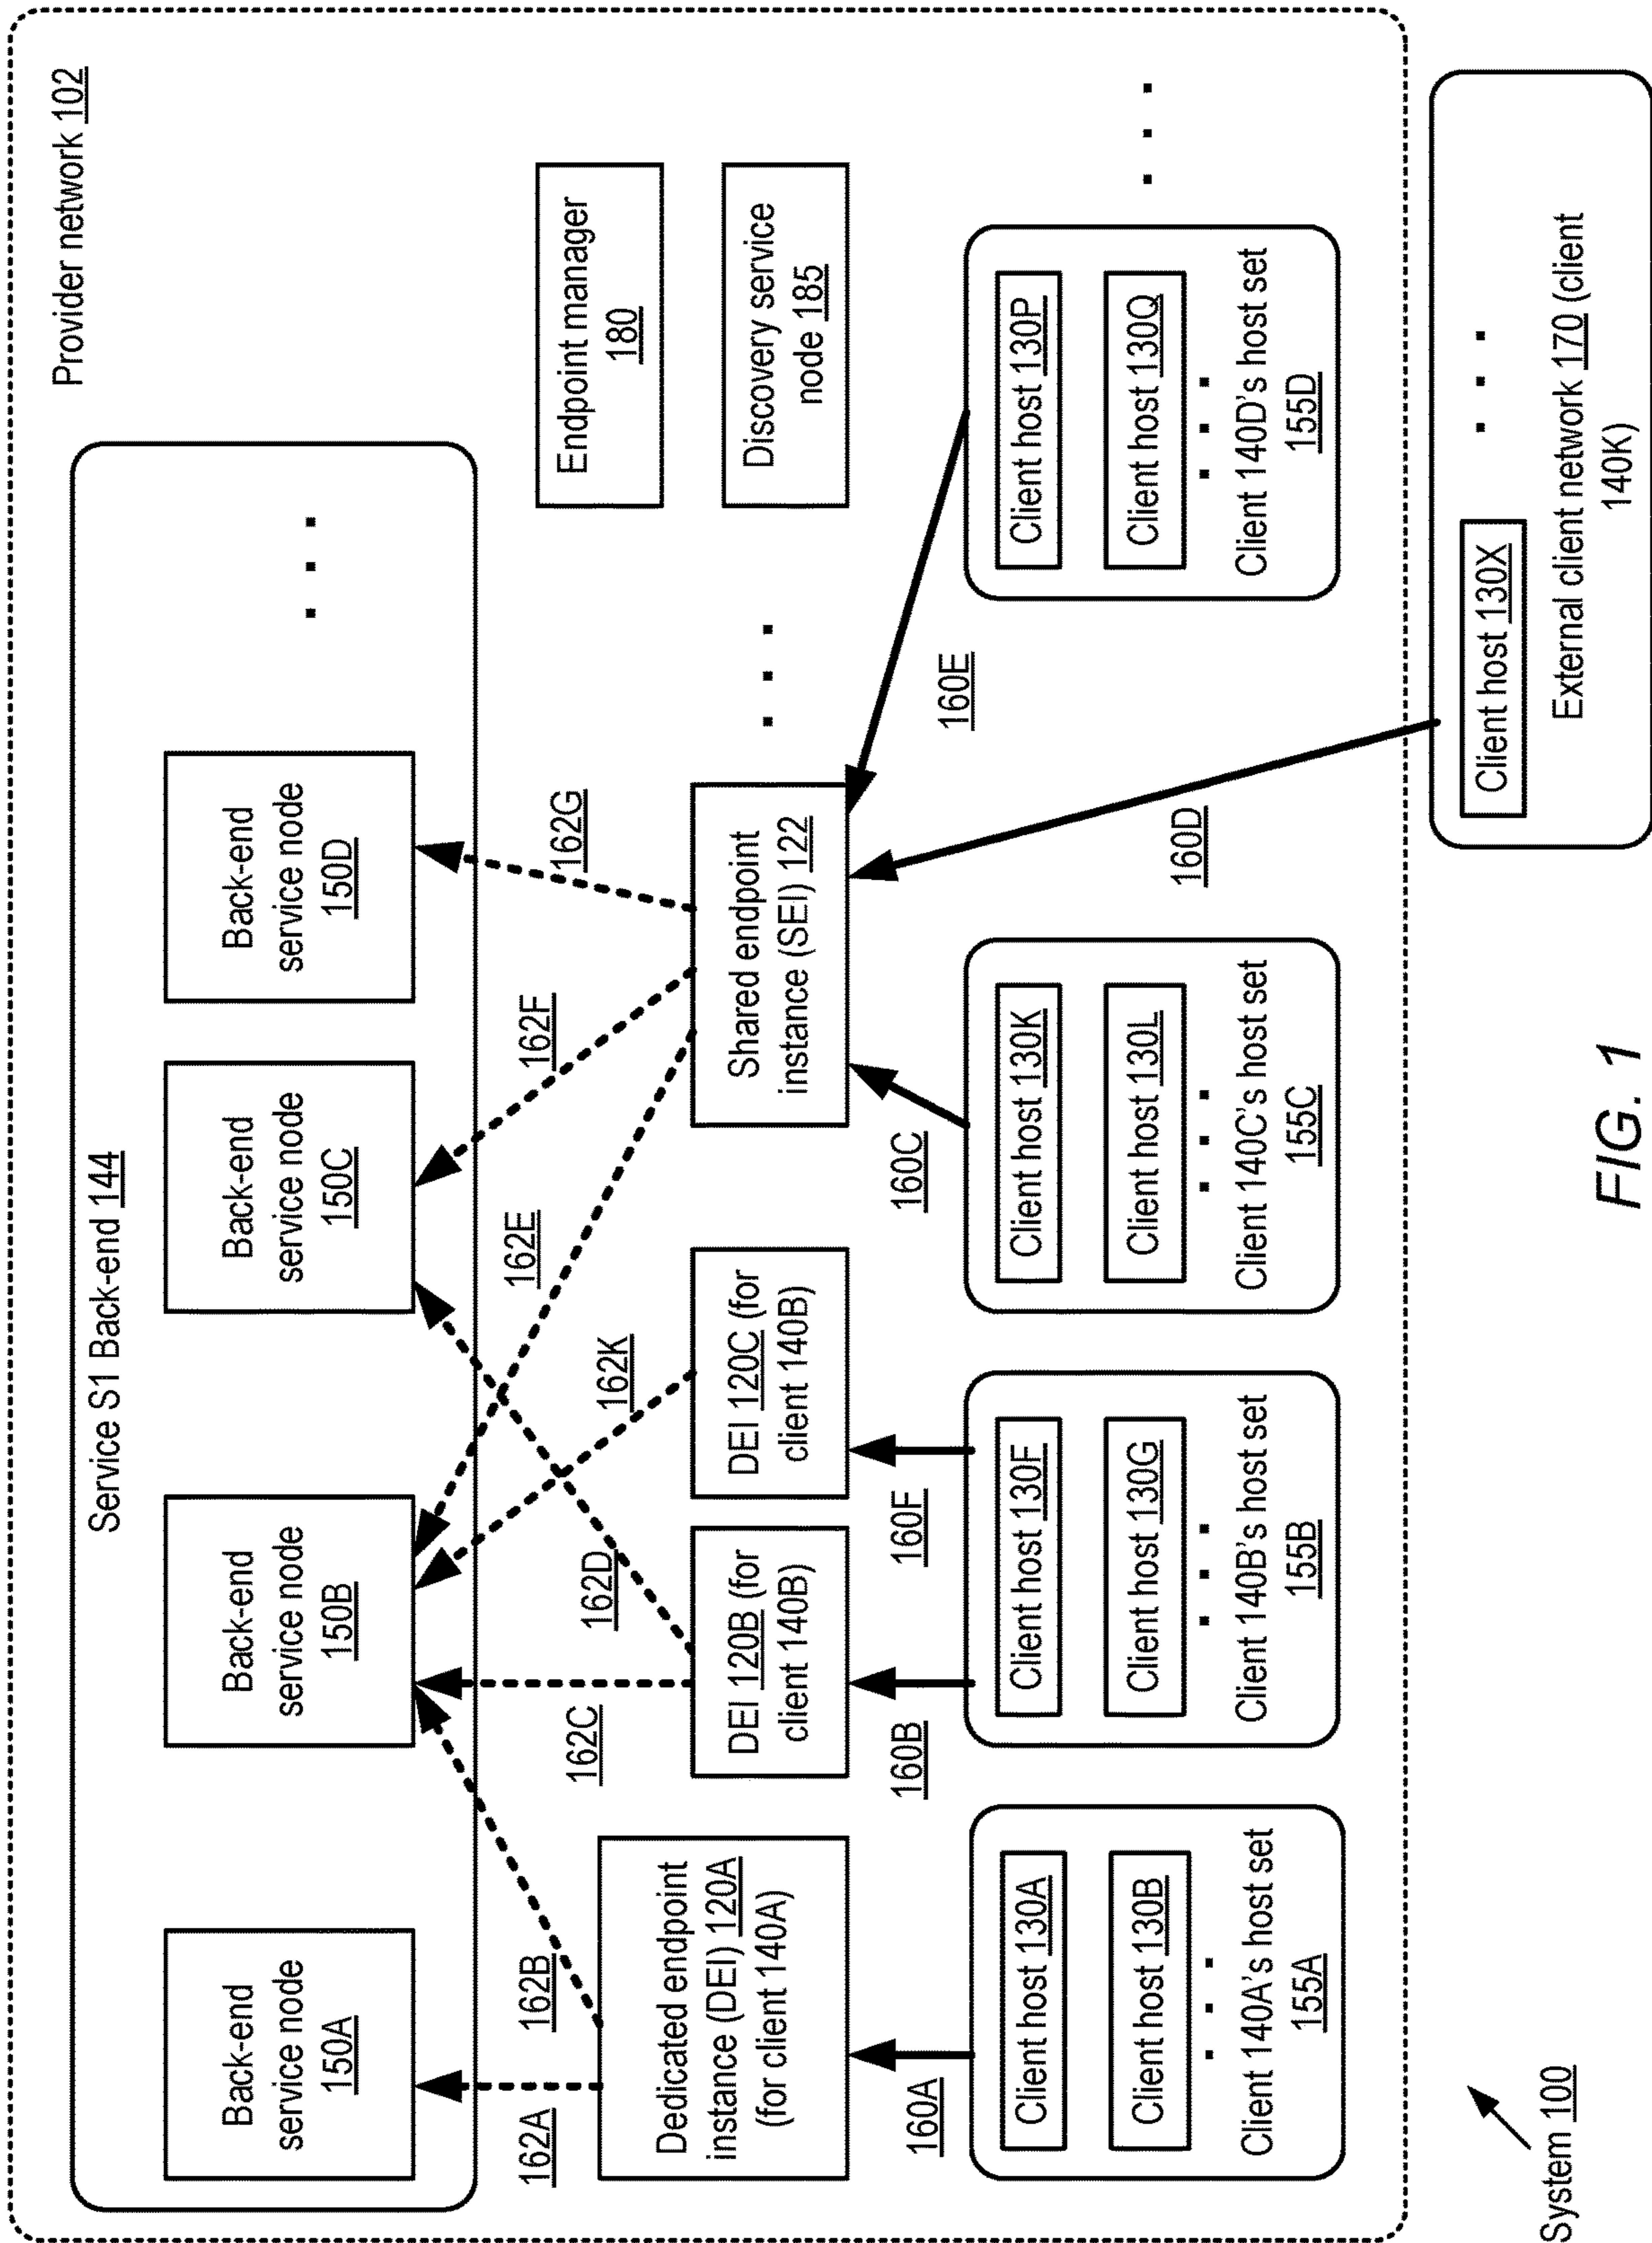 Provider network 102
Service S1 Back-end 144
Back-end
service node
150A
Back-end
service node
150B
Back-end
service node
150C
Back-end
service node
150D
. . .
162A
162B
162C
162D
162K
162E
162F
162G
Endpoint manager
180
Dedicated endpoint
instance (DEI) 120A
(for client 140A)
DEI 120B (for
client 140B)
DEI 120C (for
client 140B)
Shared endpoint
instance (SEI) 122
. . .
Discovery service
node 185
160A
160B
160F
160C
160D
160E
Client host 130A
Client host 130B
. . .
Client 140A's host set
155A
Client host 130F
Client host 130G
. . .
Client 140B's host set
155B
Client host 130K
Client host 130L
. . .
Client 140C's host set
155C
Client host 130P
Client host 130Q
. . .
Client 140D's host set
155D
. . .
Client host 130X
. . .
External client network 170 (client
140K)
System 100
FIG. 1